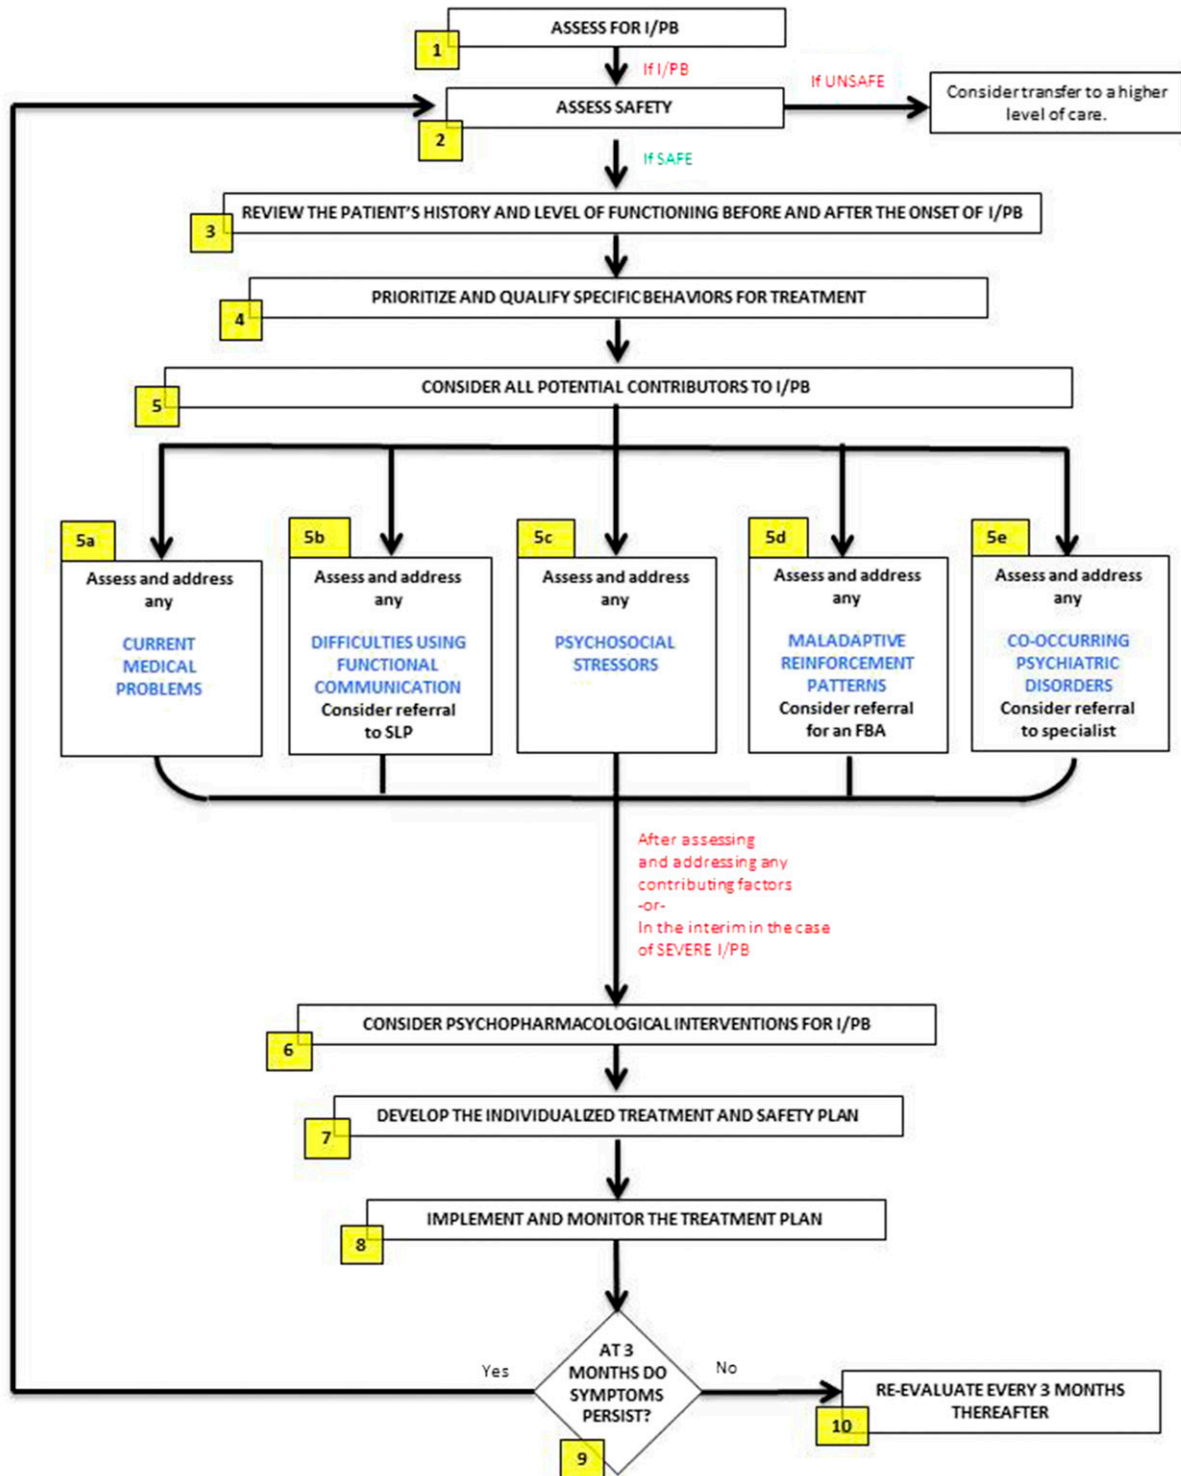 ASSESS FOR I/PB
1
If I/PB
If UNSAFE
ASSESS SAFETY
2
Consider transfer to a higher
level of care.
If SAFE
REVIEW THE PATIENT'S HISTORY AND LEVEL OF FUNCTIONING BEFORE AND AFTER THE ONSET OF I/PB
3
PRIORITIZE AND QUALIFY SPECIFIC BEHAVIORS FOR TREATMENT
4
CONSIDER ALL POTENTIAL CONTRIBUTORS TO I/PB
5
5a
Assess and address
any
CURRENT
MEDICAL
PROBLEMS
5b
Assess and address
any
DIFFICULTIES USING
FUNCTIONAL
COMMUNICATION
Consider referral
to SLP
5c
Assess and address
any
PSYCHOSOCIAL
STRESSORS
5d
Assess and address
any
MALADAPTIVE
REINFORCEMENT
PATTERNS
Consider referral
for an FBA
5e
Assess and address
any
CO-OCCURRING
PSYCHIATRIC
DISORDERS
Consider referral
to specialist
After assessing
and addressing any
contributing factors
-or-
In the interim in the case
of SEVERE I/PB
CONSIDER PSYCHOPHARMACOLOGICAL INTERVENTIONS FOR I/PB
6
DEVELOP THE INDIVIDUALIZED TREATMENT AND SAFETY PLAN
7
IMPLEMENT AND MONITOR THE TREATMENT PLAN
8
AT 3
MONTHS DO
SYMPTOMS
PERSIST?
9
Yes
No
RE-EVALUATE EVERY 3 MONTHS
THEREAFTER
10